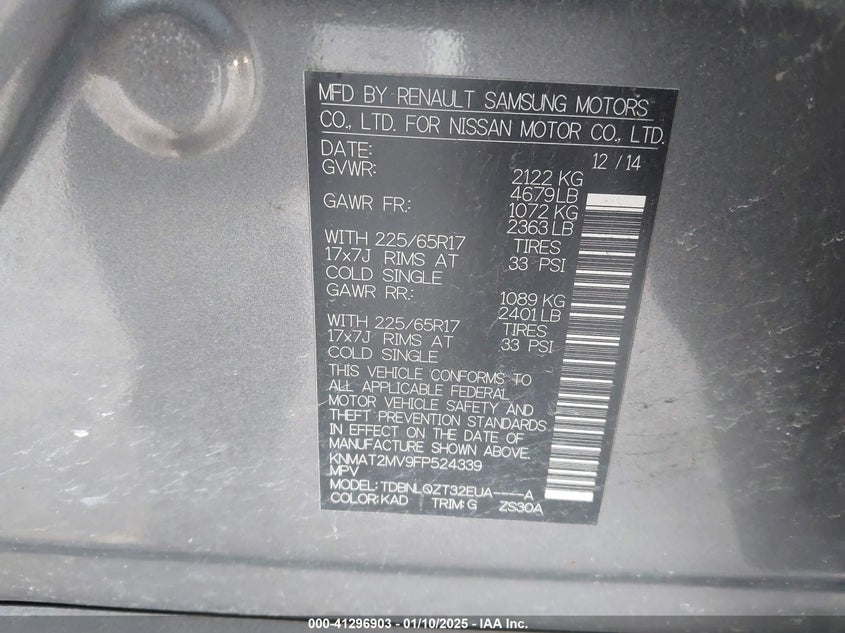 MFD BY RENAULT SAMSUNG MOTORS
CO., LTD. FOR NISSAN MOTOR CO., LTD.
DATE: 12 / 14
GVWR: 2122 KG
4679 LB
GAWR FR.: 1072 KG
2363 LB
WITH 225/65R17 TIRES
17x7J RIMS AT 33 PSI
COLD SINGLE
GAWR RR.: 1089 KG
2401 LB
WITH 225/65R17 TIRES
17x7J RIMS AT 33 PSI
COLD SINGLE
THIS VEHICLE CONFORMS TO
ALL APPLICABLE FEDERAL
MOTOR VEHICLE SAFETY AND
THEFT PREVENTION STANDARDS
IN EFFECT ON THE DATE OF
MANUFACTURE SHOWN ABOVE.
KNMAT2MV9FP524339
MPV
MODEL: TDBNLQZT32EUA----A
COLOR: KAD TRIM: G ZS30A
000-41296903 - 01/10/2025 - IAA Inc.